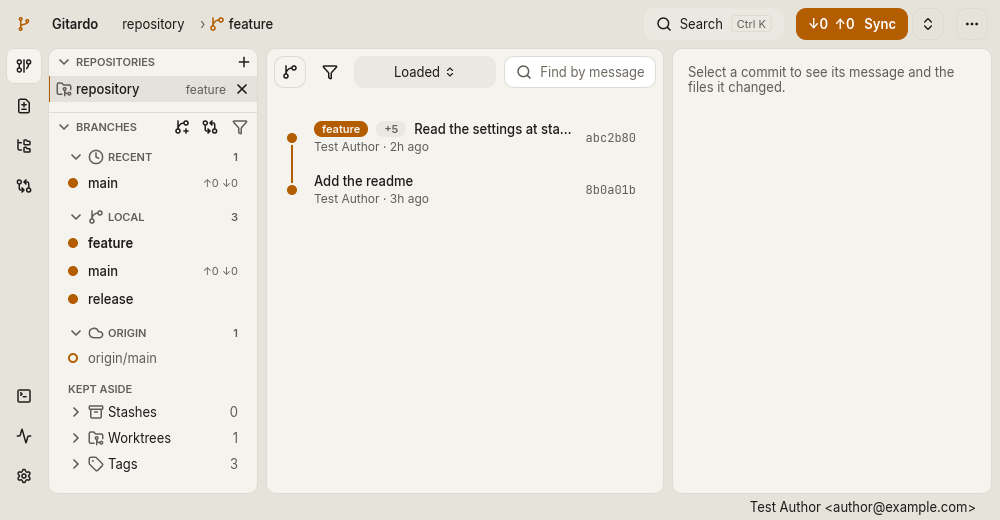 Gitardo repository feature Search Ctrl K ↓0 ↑0 Sync
REPOSITORIES
repository feature
BRANCHES
RECENT 1
main ↑0 ↓0
LOCAL 3
feature
main ↑0 ↓0
release
ORIGIN 1
origin/main
KEPT ASIDE
Stashes 0
Worktrees 1
Tags 3
Loaded Find by message
feature +5 Read the settings at sta...
Test Author · 2h ago abc2b80
Add the readme
Test Author · 3h ago 8b0a01b
Select a commit to see its message and the
files it changed.
Test Author <author@example.com>